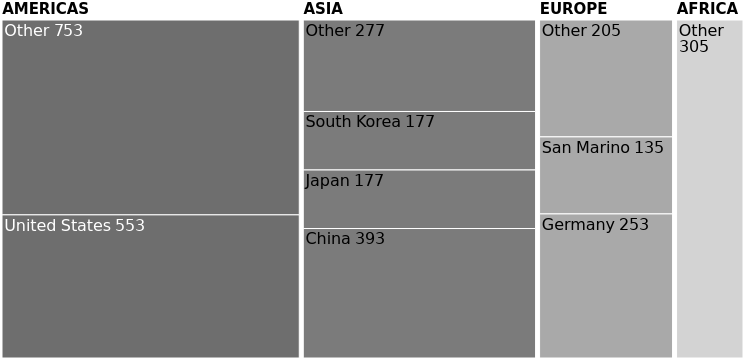 AMERICAS
Other 753
United States 553
ASIA
Other 277
South Korea 177
Japan 177
China 393
EUROPE
Other 205
San Marino 135
Germany 253
AFRICA
Other
305